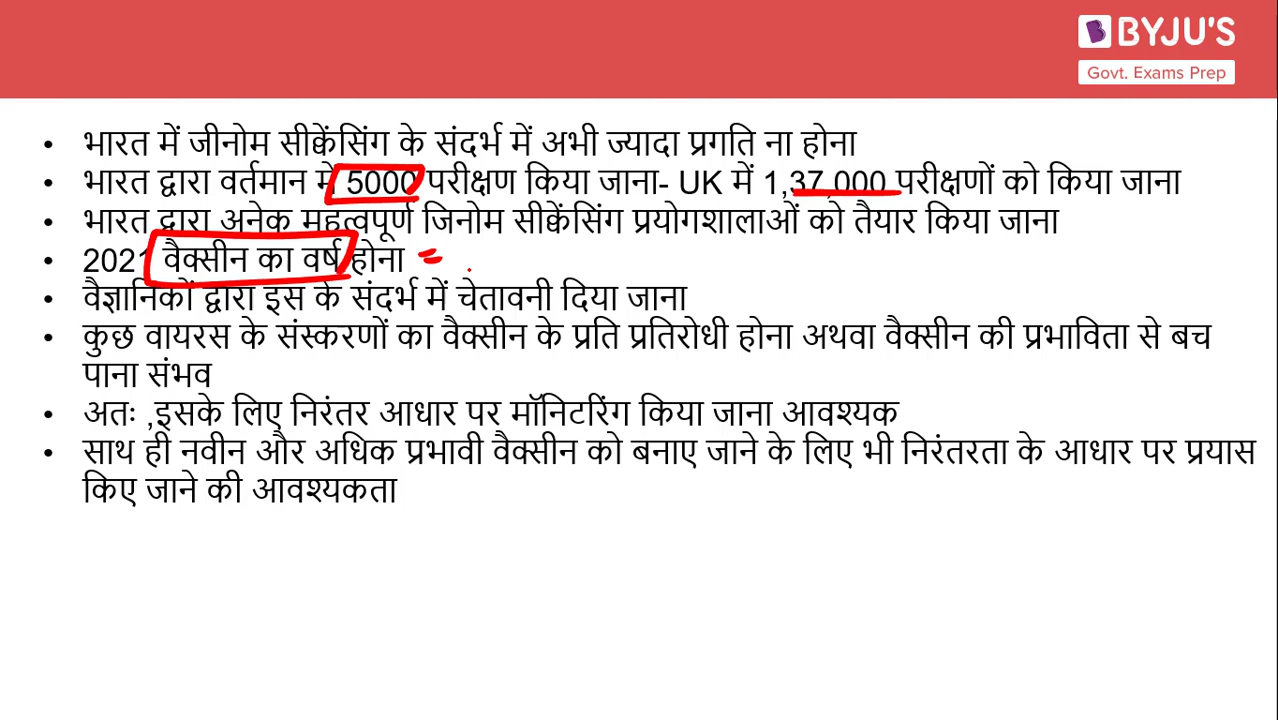 BYJU'S
Govt. Exams Prep
• भारत में जीनोम सीक्वेंसिंग के संदर्भ में अभी ज्यादा प्रगति ना होना
• भारत द्वारा वर्तमान में 5000 परीक्षण किया जाना- UK में 1,37,000 परीक्षणों को किया जाना
• भारत द्वारा अनेक महत्वपूर्ण जिनोम सीक्वेंसिंग प्रयोगशालाओं को तैयार किया जाना
• 2021 वैक्सीन का वर्ष होना =
• वैज्ञानिकों द्वारा इस के संदर्भ में चेतावनी दिया जाना
• कुछ वायरस के संस्करणों का वैक्सीन के प्रति प्रतिरोधी होना अथवा वैक्सीन की प्रभाविता से बच
पाना संभव
• अतः ,इसके लिए निरंतर आधार पर मॉनिटरिंग किया जाना आवश्यक
• साथ ही नवीन और अधिक प्रभावी वैक्सीन को बनाए जाने के लिए भी निरंतरता के आधार पर प्रयास
किए जाने की आवश्यकता